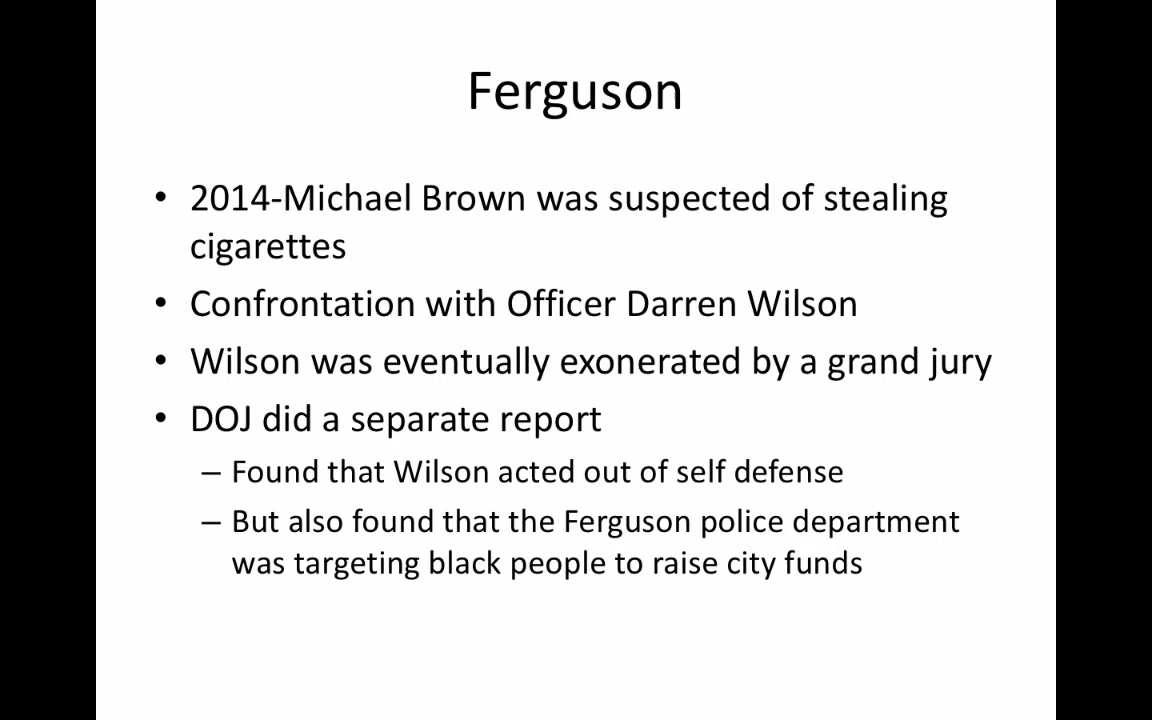 Ferguson
• 2014-Michael Brown was suspected of stealing
cigarettes
• Confrontation with Officer Darren Wilson
• Wilson was eventually exonerated by a grand jury
• DOJ did a separate report
– Found that Wilson acted out of self defense
– But also found that the Ferguson police department
was targeting black people to raise city funds